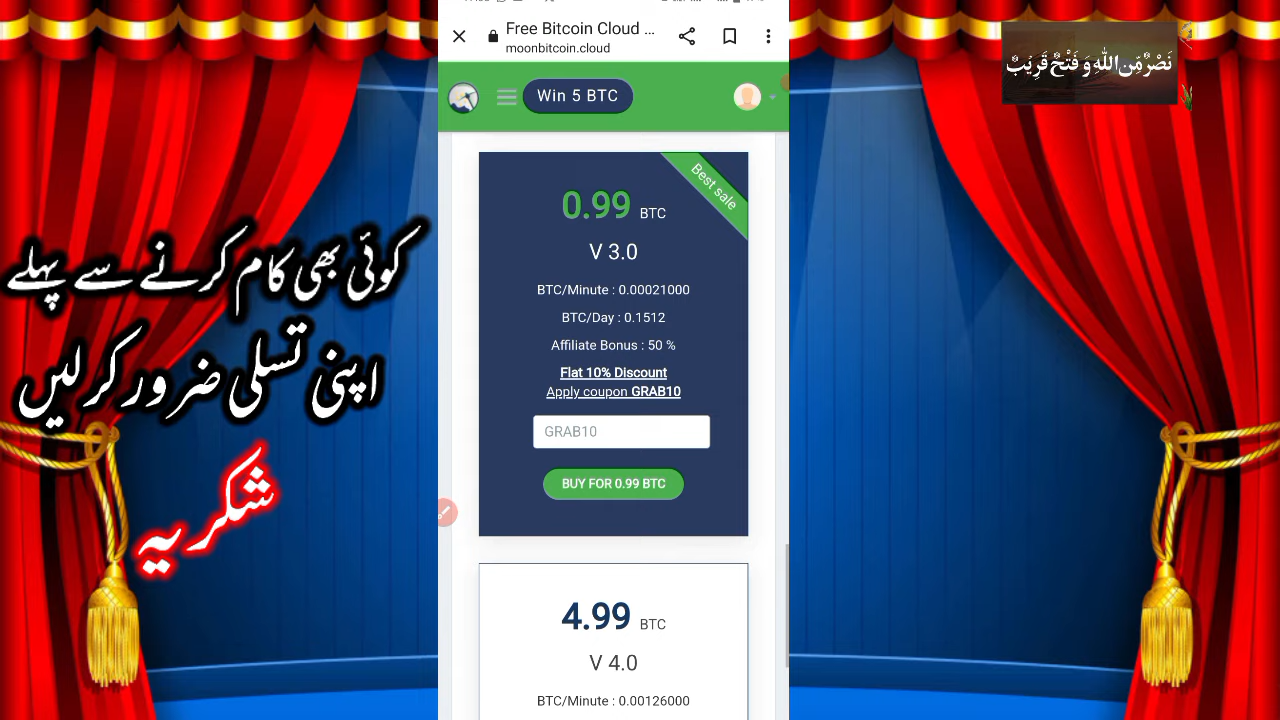 Free Bitcoin Cloud ...
moonbitcoin.cloud
Win 5 BTC
نَصْرٌ مِّنَ اللّٰهِ وَ فَتْحٌ قَرِيْبٌ
کوئی بھی کام کرنے سے پہلے
اپنی تسلی ضرور کر لیں
شکریہ
Best sale
0.99 BTC
V 3.0
BTC/Minute : 0.00021000
BTC/Day : 0.1512
Affiliate Bonus : 50 %
Flat 10% Discount
Apply coupon GRAB10
GRAB10
BUY FOR 0.99 BTC
4.99 BTC
V 4.0
BTC/Minute : 0.00126000